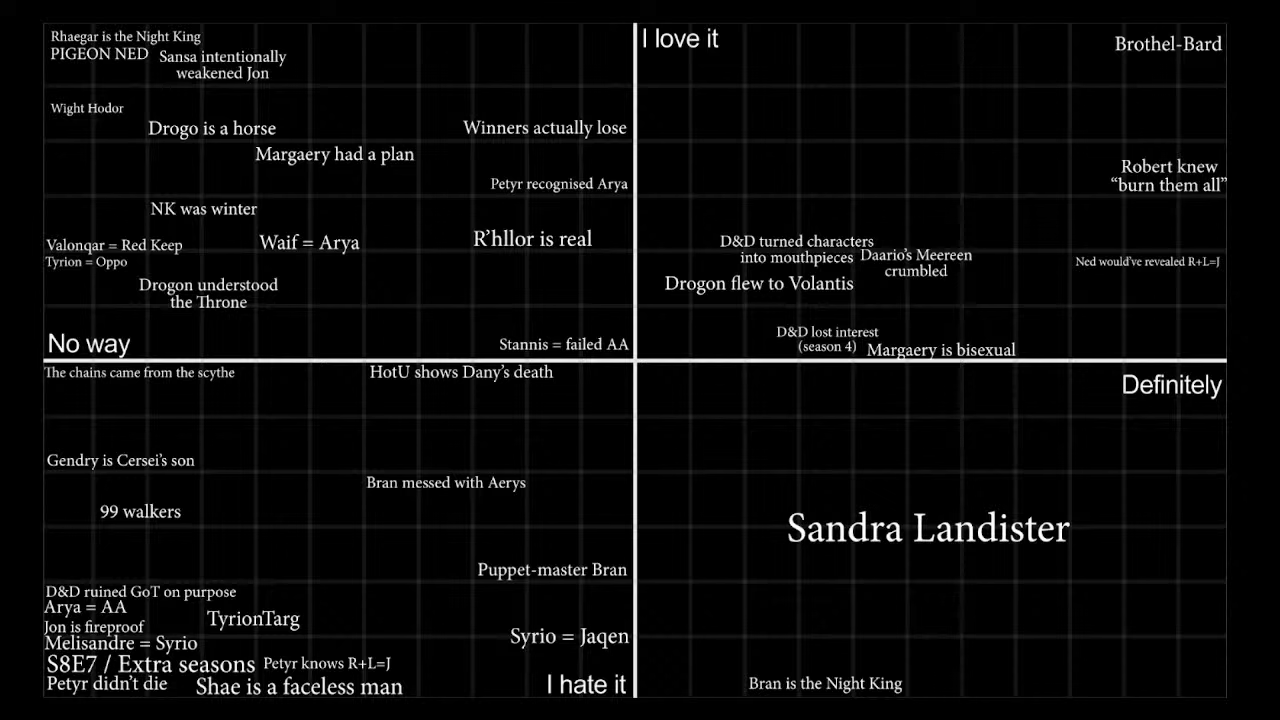 Rhaegar is the Night King
PIGEON NED
Sansa intentionally
weakened Jon
Wight Hodor
Drogo is a horse
Winners actually lose
Margaery had a plan
Petyr recognised Arya
NK was winter
Valonqar = Red Keep
Waif = Arya
R'hllor is real
Tyrion = Oppo
Drogon understood
the Throne
No way
Stannis = failed AA
I love it
Brothel-Bard
Robert knew
“burn them all”
D&D turned characters
into mouthpieces
Daario's Meereen
crumbled
Ned would've revealed R+L=J
Drogon flew to Volantis
D&D lost interest
(season 4)
Margaery is bisexual
The chains came from the scythe
HotU shows Dany's death
Gendry is Cersei's son
Bran messed with Aerys
99 walkers
Puppet-master Bran
D&D ruined GoT on purpose
Arya = AA
TyrionTarg
Jon is fireproof
Melisandre = Syrio
Syrio = Jaqen
S8E7 / Extra seasons
Petyr knows R+L=J
Petyr didn't die
Shae is a faceless man
I hate it
Definitely
Sandra Landister
Bran is the Night King